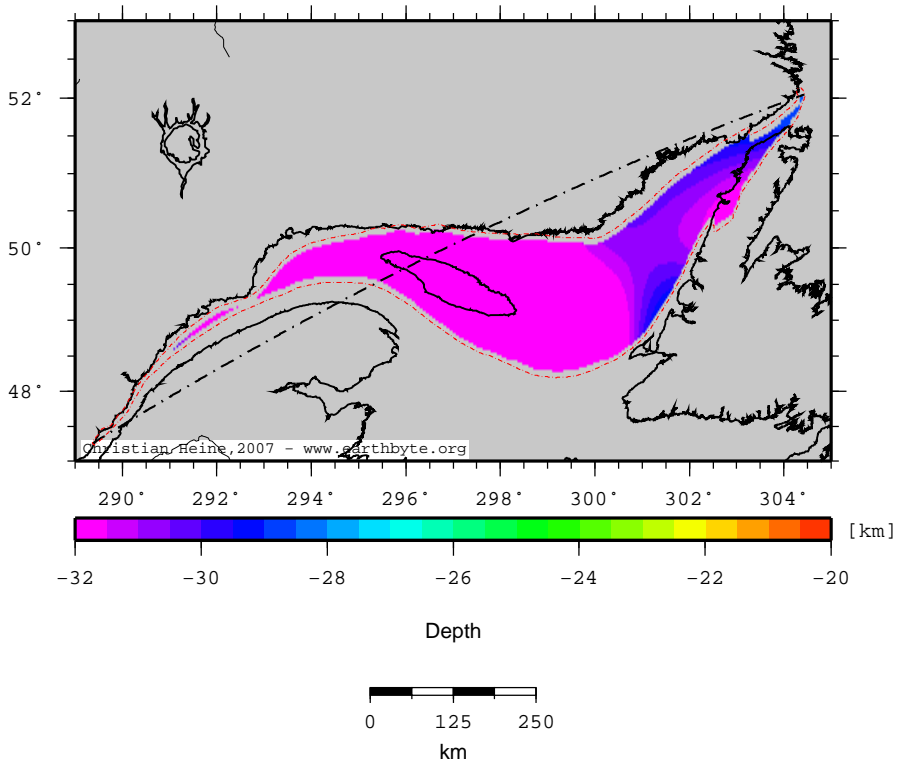 52°
50°
48°
Christian Heine,2007 - www.earthbyte.org
290° 292° 294° 296° 298° 300° 302° 304°
[km]
-32 -30 -28 -26 -24 -22 -20
Depth
0 125 250
km